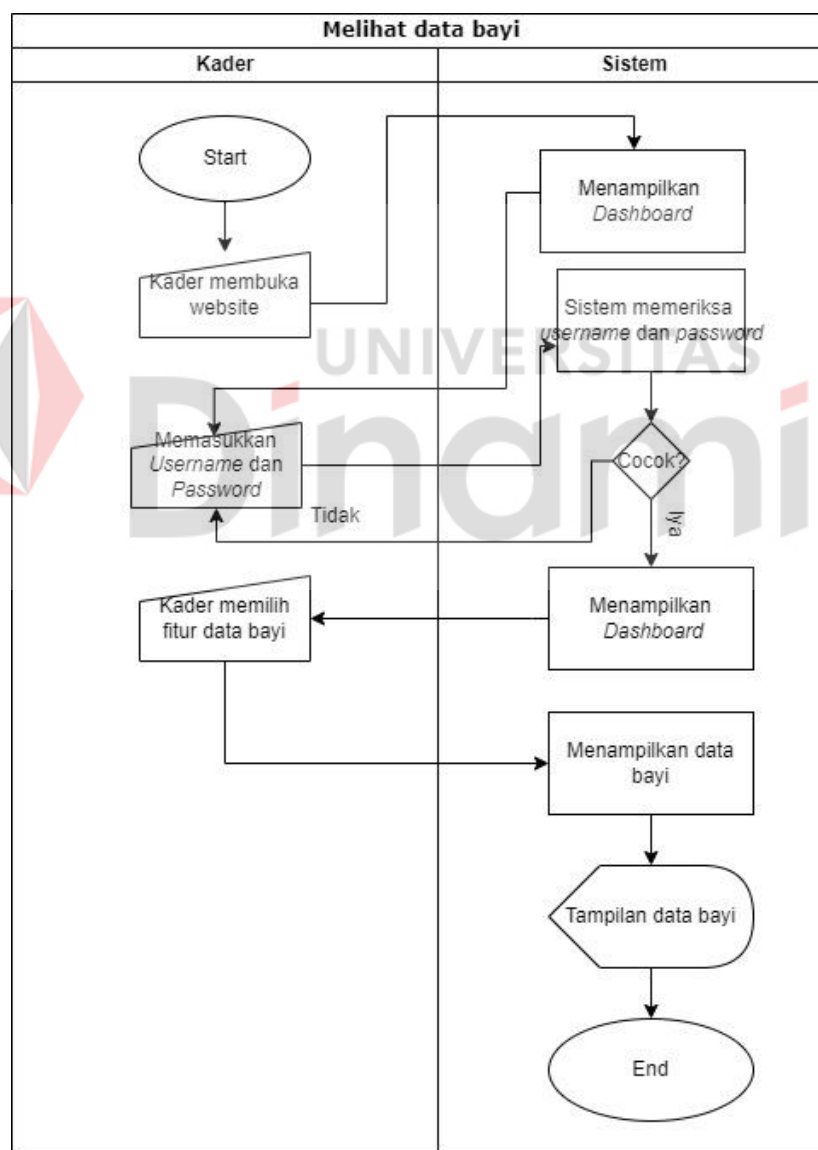 Melihat data bayi
Kader
Sistem
Start
Menampilkan
Dashboard
Kader membuka
website
Sistem memeriksa
username dan password
UNIVERSITAS
Dinami
Memasukkan
Username dan
Password
Cocok?
Tidak
Iya
Kader memilih
fitur data bayi
Menampilkan
Dashboard
Menampilkan data
bayi
Tampilan data bayi
End